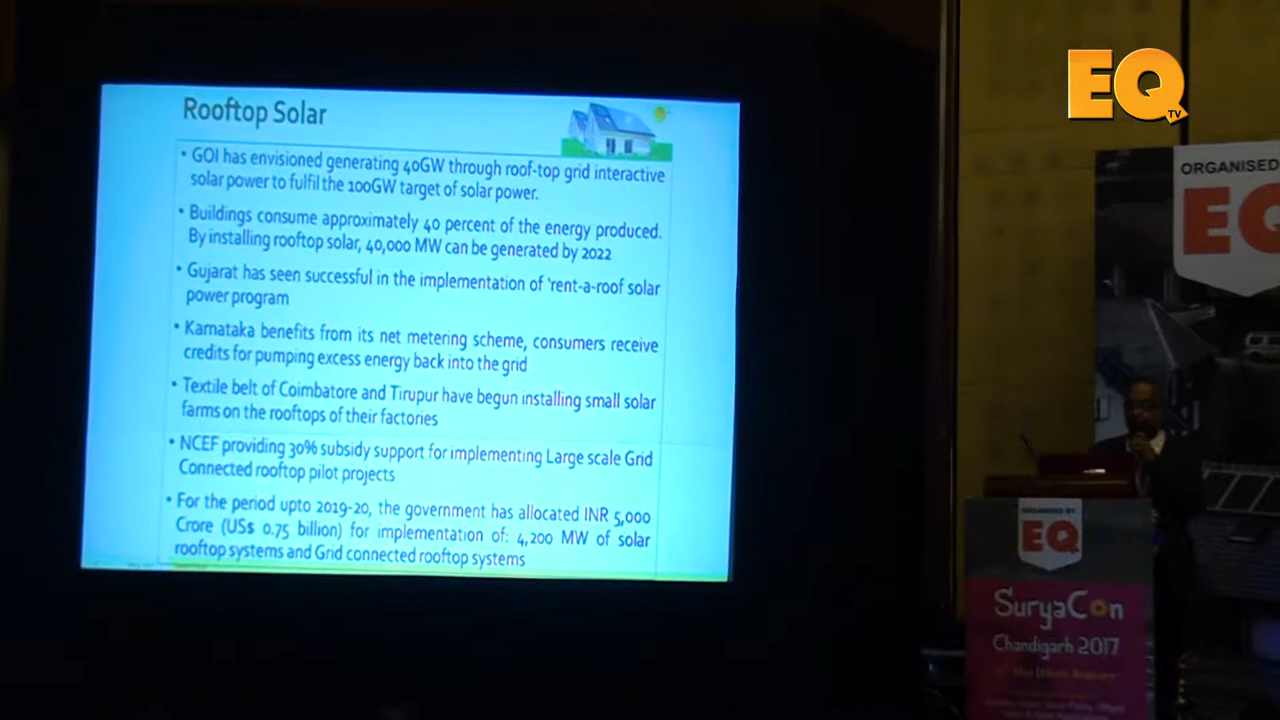 Rooftop Solar
• GOI has envisioned generating 40GW through roof-top grid interactive
solar power to fulfil the 100GW target of solar power.
• Buildings consume approximately 40 percent of the energy produced.
By installing rooftop solar, 40,000 MW can be generated by 2022
• Gujarat has seen successful in the implementation of 'rent-a-roof solar
power program
• Karnataka benefits from its net metering scheme, consumers receive
credits for pumping excess energy back into the grid
• Textile belt of Coimbatore and Tirupur have begun installing small solar
farms on the rooftops of their factories
• NCEF providing 30% subsidy support for implementing Large scale Grid
Connected rooftop pilot projects
• For the period upto 2019-20, the government has allocated INR 5,000
Crore (US$ 0.75 billion) for implementation of: 4,200 MW of solar
rooftop systems and Grid connected rooftop systems
EQ
TV
ORGANISED
EQ
ORGANISED BY
EQ
SuryaCon
Chandigarh 2017